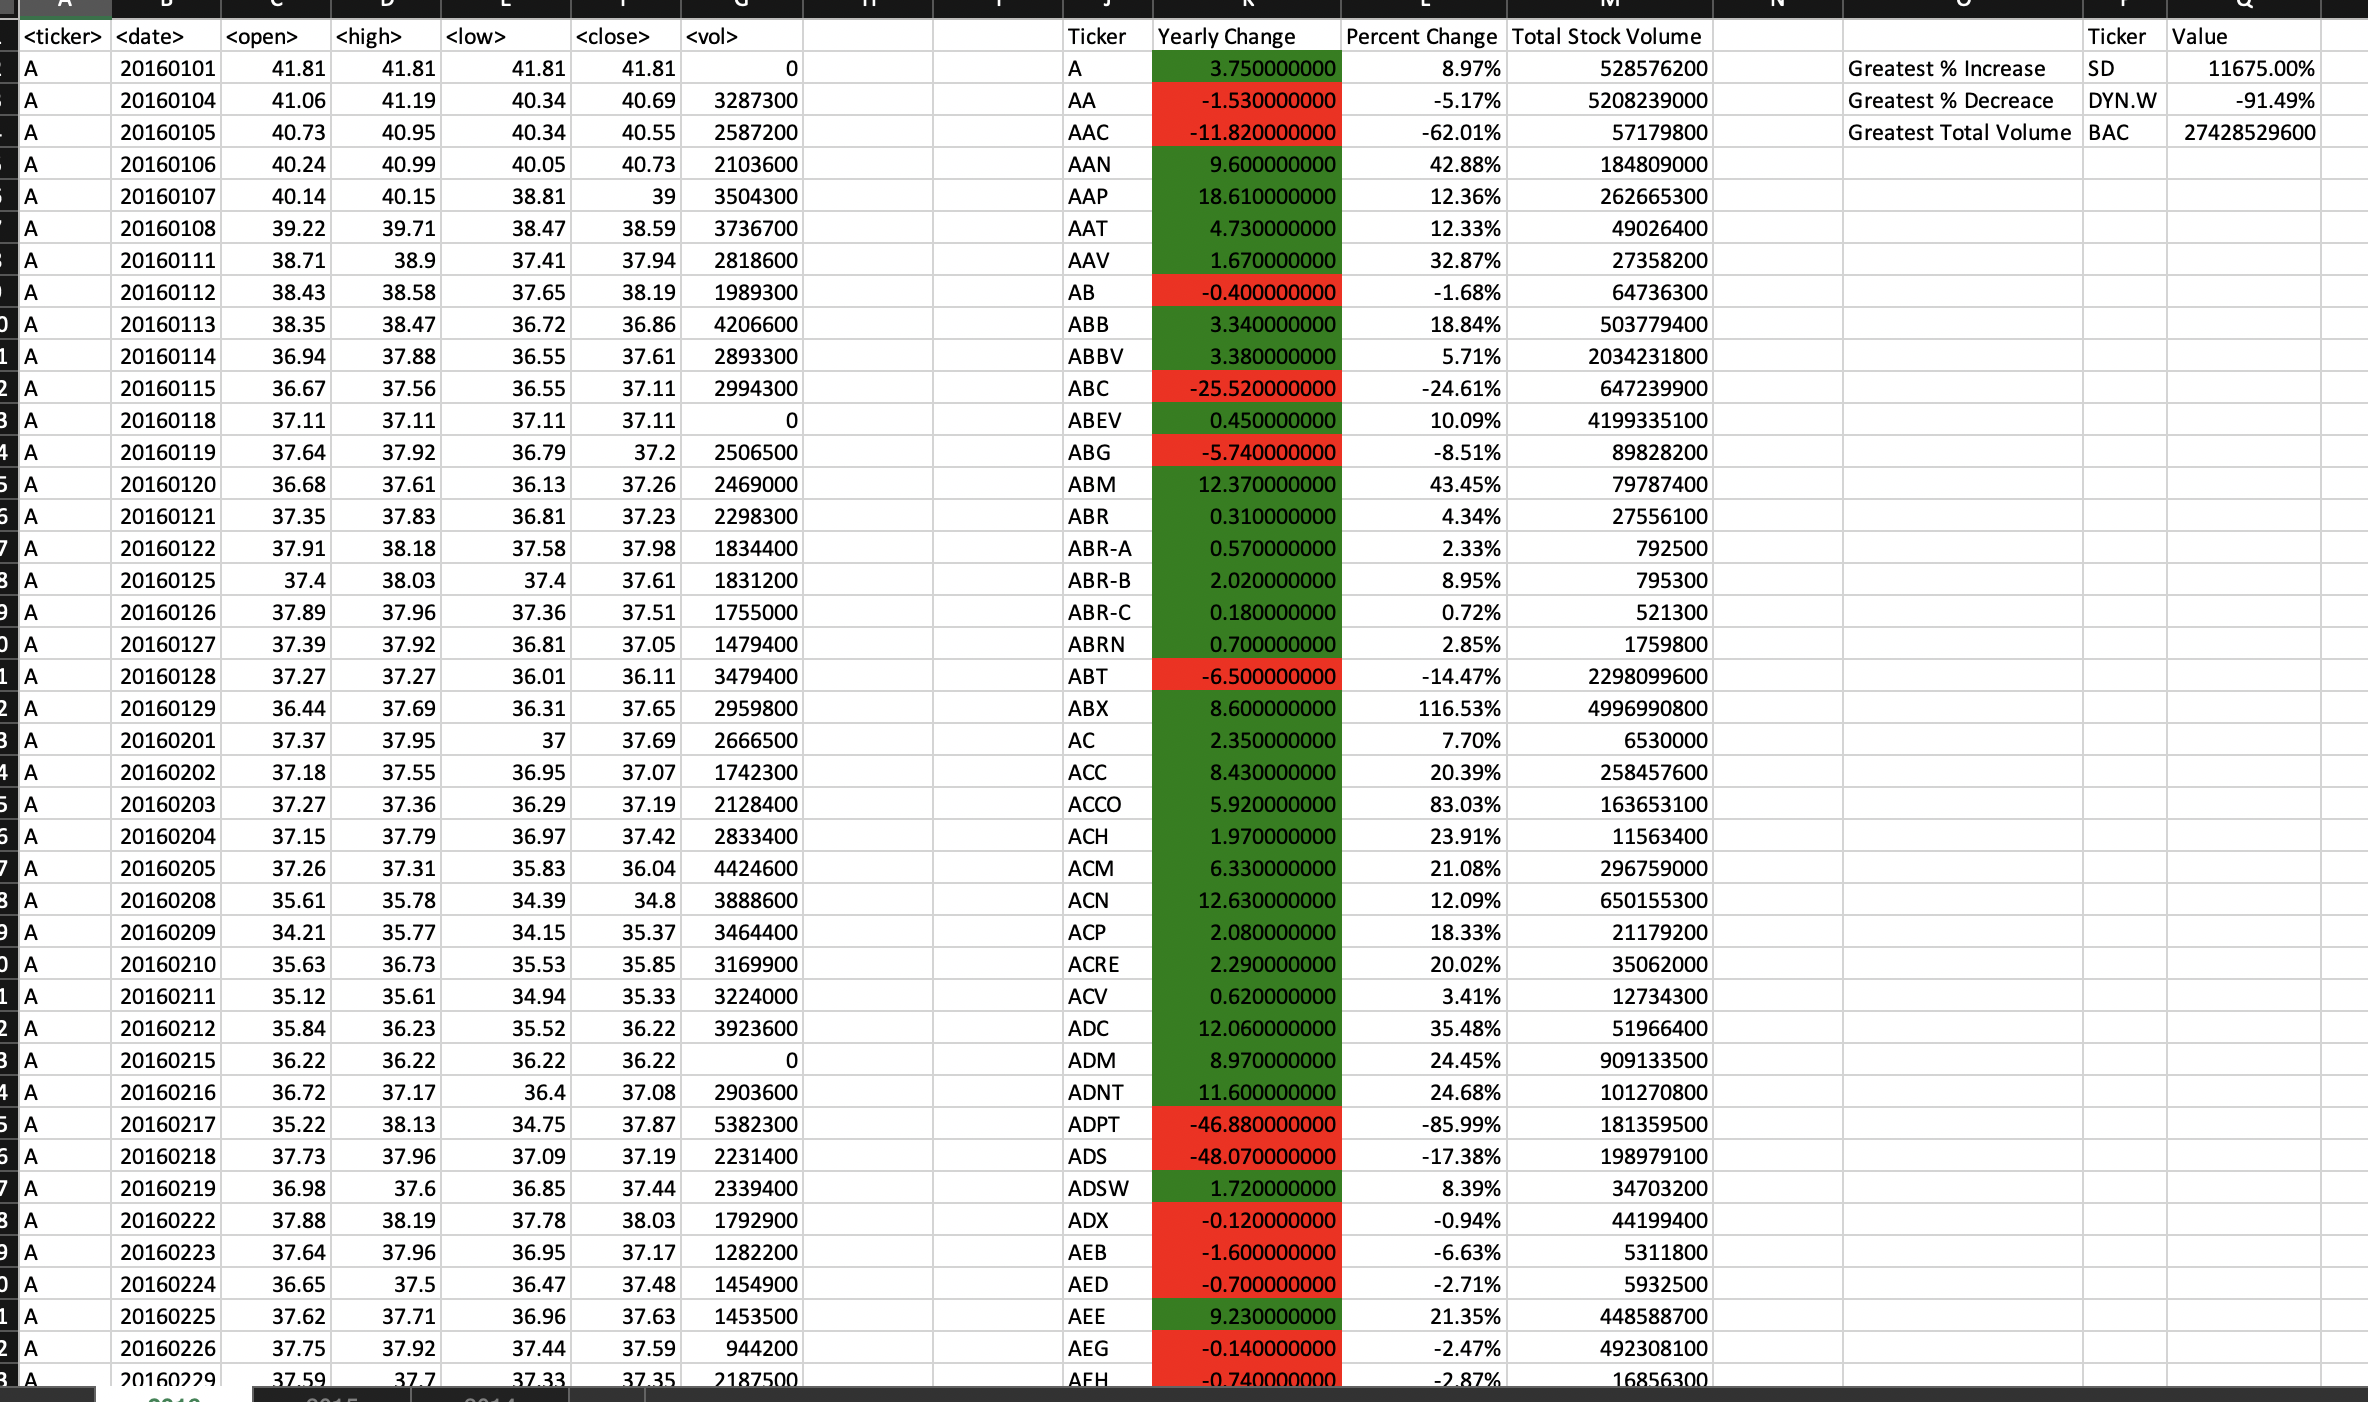 <ticker> <date> <open> <high> <low> <close> <vol> Ticker Yearly Change Percent Change Total Stock Volume Ticker Value
A 20160101 41.81 41.81 41.81 41.81 0 A 3.750000000 8.97% 528576200 Greatest % Increase SD 11675.00%
A 20160104 41.06 41.19 40.34 40.69 3287300 AA -1.530000000 -5.17% 5208239000 Greatest % Decreace DYN.W -91.49%
A 20160105 40.73 40.95 40.34 40.55 2587200 AAC -11.820000000 -62.01% 57179800 Greatest Total Volume BAC 27428529600
A 20160106 40.24 40.99 40.05 40.73 2103600 AAN 9.600000000 42.88% 184809000
A 20160107 40.14 40.15 38.81 39 3504300 AAP 18.610000000 12.36% 262665300
A 20160108 39.22 39.71 38.47 38.59 3736700 AAT 4.730000000 12.33% 49026400
A 20160111 38.71 38.9 37.41 37.94 2818600 AAV 1.670000000 32.87% 27358200
A 20160112 38.43 38.58 37.65 38.19 1989300 AB -0.400000000 -1.68% 64736300
A 20160113 38.35 38.47 36.72 36.86 4206600 ABB 3.340000000 18.84% 503779400
A 20160114 36.94 37.88 36.55 37.61 2893300 ABBV 3.380000000 5.71% 2034231800
A 20160115 36.67 37.56 36.55 37.11 2994300 ABC -25.520000000 -24.61% 647239900
A 20160118 37.11 37.11 37.11 37.11 0 ABEV 0.450000000 10.09% 4199335100
A 20160119 37.64 37.92 36.79 37.2 2506500 ABG -5.740000000 -8.51% 89828200
A 20160120 36.68 37.61 36.13 37.26 2469000 ABM 12.370000000 43.45% 79787400
A 20160121 37.35 37.83 36.81 37.23 2298300 ABR 0.310000000 4.34% 27556100
A 20160122 37.91 38.18 37.58 37.98 1834400 ABR-A 0.570000000 2.33% 792500
A 20160125 37.4 38.03 37.4 37.61 1831200 ABR-B 2.020000000 8.95% 795300
A 20160126 37.89 37.96 37.36 37.51 1755000 ABR-C 0.180000000 0.72% 521300
A 20160127 37.39 37.92 36.81 37.05 1479400 ABRN 0.700000000 2.85% 1759800
A 20160128 37.27 37.27 36.01 36.11 3479400 ABT -6.500000000 -14.47% 2298099600
A 20160129 36.44 37.69 36.31 37.65 2959800 ABX 8.600000000 116.53% 4996990800
A 20160201 37.37 37.95 37 37.69 2666500 AC 2.350000000 7.70% 6530000
A 20160202 37.18 37.55 36.95 37.07 1742300 ACC 8.430000000 20.39% 258457600
A 20160203 37.27 37.36 36.29 37.19 2128400 ACCO 5.920000000 83.03% 163653100
A 20160204 37.15 37.79 36.97 37.42 2833400 ACH 1.970000000 23.91% 11563400
A 20160205 37.26 37.31 35.83 36.04 4424600 ACM 6.330000000 21.08% 296759000
A 20160208 35.61 35.78 34.39 34.8 3888600 ACN 12.630000000 12.09% 650155300
A 20160209 34.21 35.77 34.15 35.37 3464400 ACP 2.080000000 18.33% 21179200
A 20160210 35.63 36.73 35.53 35.85 3169900 ACRE 2.290000000 20.02% 35062000
A 20160211 35.12 35.61 34.94 35.33 3224000 ACV 0.620000000 3.41% 12734300
A 20160212 35.84 36.23 35.52 36.22 3923600 ADC 12.060000000 35.48% 51966400
A 20160215 36.22 36.22 36.22 36.22 0 ADM 8.970000000 24.45% 909133500
A 20160216 36.72 37.17 36.4 37.08 2903600 ADNT 11.600000000 24.68% 101270800
A 20160217 35.22 38.13 34.75 37.87 5382300 ADPT -46.880000000 -85.99% 181359500
A 20160218 37.73 37.96 37.09 37.19 2231400 ADS -48.070000000 -17.38% 198979100
A 20160219 36.98 37.6 36.85 37.44 2339400 ADSW 1.720000000 8.39% 34703200
A 20160222 37.88 38.19 37.78 38.03 1792900 ADX -0.120000000 -0.94% 44199400
A 20160223 37.64 37.96 36.95 37.17 1282200 AEB -1.600000000 -6.63% 5311800
A 20160224 36.65 37.5 36.47 37.48 1454900 AED -0.700000000 -2.71% 5932500
A 20160225 37.62 37.71 36.96 37.63 1453500 AEE 9.230000000 21.35% 448588700
A 20160226 37.75 37.92 37.44 37.59 944200 AEG -0.140000000 -2.47% 492308100
A 20160229 37.59 37.7 37.33 37.35 2187500 AEH -0.740000000 -2.87% 16856300